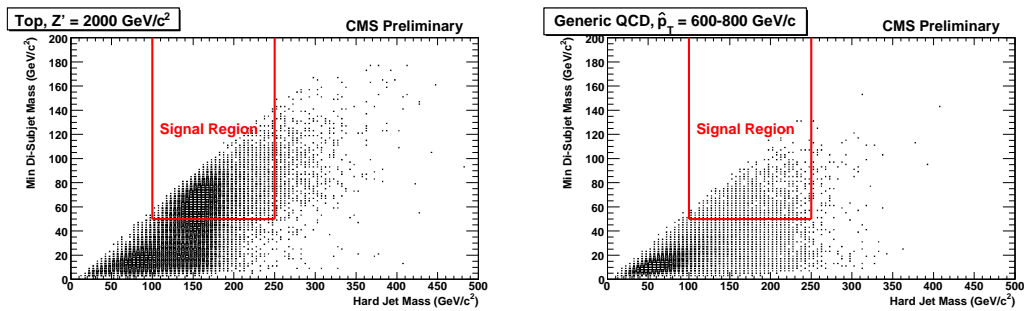 Top, Z' = 2000 GeV/c²
CMS Preliminary
Min Di-Subjet Mass (GeV/c²)
200
180
160
140
120
100
80
60
40
20
0
Signal Region
0 50 100 150 200 250 300 350 400 450 500
Hard Jet Mass (GeV/c²)
Generic QCD, p̂_T = 600-800 GeV/c
CMS Preliminary
Min Di-Subjet Mass (GeV/c²)
200
180
160
140
120
100
80
60
40
20
0
Signal Region
0 50 100 150 200 250 300 350 400 450 500
Hard Jet Mass (GeV/c²)